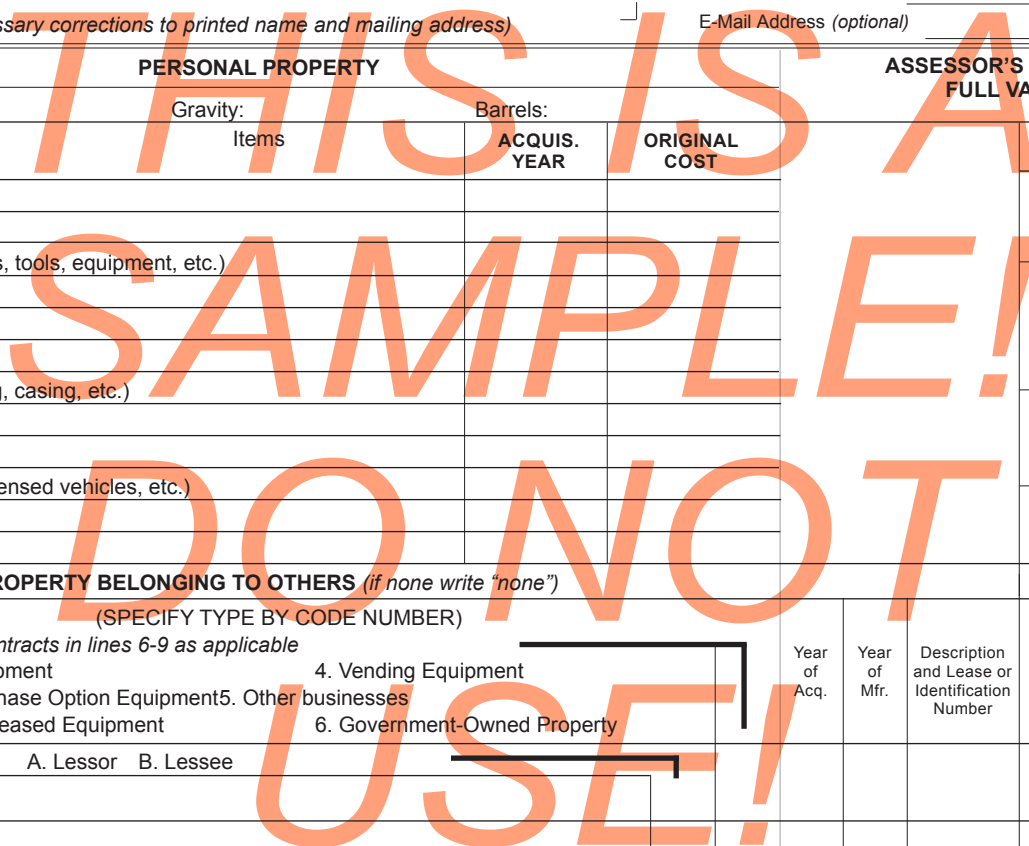 ssary corrections to printed name and mailing address)
E-Mail Address (optional)
PERSONAL PROPERTY
ASSESSOR'S
FULL VA
Gravity: Barrels:
Items
ACQUIS.
YEAR
ORIGINAL
COST
s, tools, equipment, etc.)
g, casing, etc.)
ensed vehicles, etc.)
ROPERTY BELONGING TO OTHERS (if none write “none”)
(SPECIFY TYPE BY CODE NUMBER)
ntracts in lines 6-9 as applicable
pment 4. Vending Equipment
hase Option Equipment5. Other businesses
eased Equipment 6. Government-Owned Property
Year
of
Acq.
Year
of
Mfr.
Description
and Lease or
Identification
Number
A. Lessor B. Lessee
THIS IS A
SAMPLE!
DO NOT
USE!